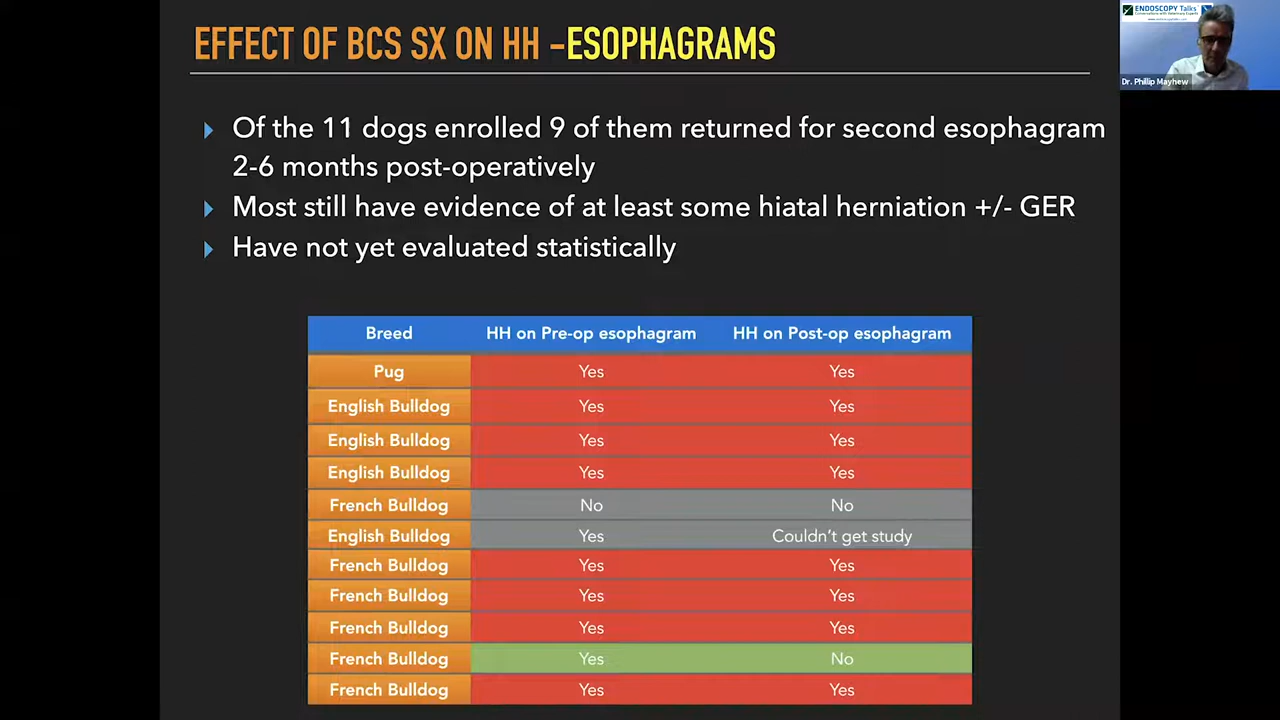 EFFECT OF BCS SX ON HH -ESOPHAGRAMS
ENDOSCOPY Talks
Conversations with Veterinary Experts
Dr. Phillip Mayhew
Of the 11 dogs enrolled 9 of them returned for second esophagram
2-6 months post-operatively
Most still have evidence of at least some hiatal herniation +/- GER
Have not yet evaluated statistically
Breed HH on Pre-op esophagram HH on Post-op esophagram
Pug Yes Yes
English Bulldog Yes Yes
English Bulldog Yes Yes
English Bulldog Yes Yes
French Bulldog No No
English Bulldog Yes Couldn't get study
French Bulldog Yes Yes
French Bulldog Yes Yes
French Bulldog Yes Yes
French Bulldog Yes No
French Bulldog Yes Yes